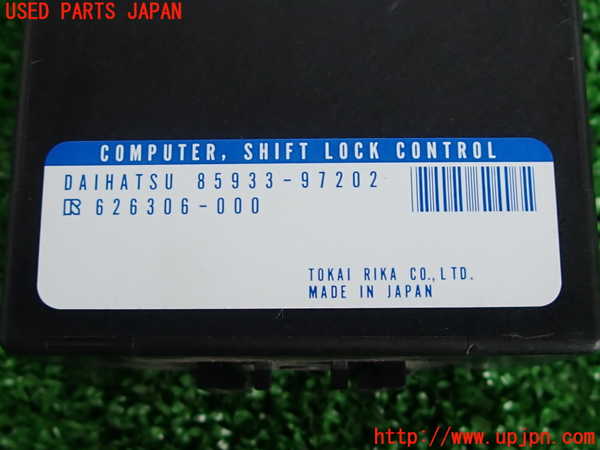 USED PARTS JAPAN
COMPUTER, SHIFT LOCK CONTROL
DAIHATSU 85933-97202
626306-000
TOKAI RIKA CO.,LTD.
MADE IN JAPAN
http://www.upjpn.com/